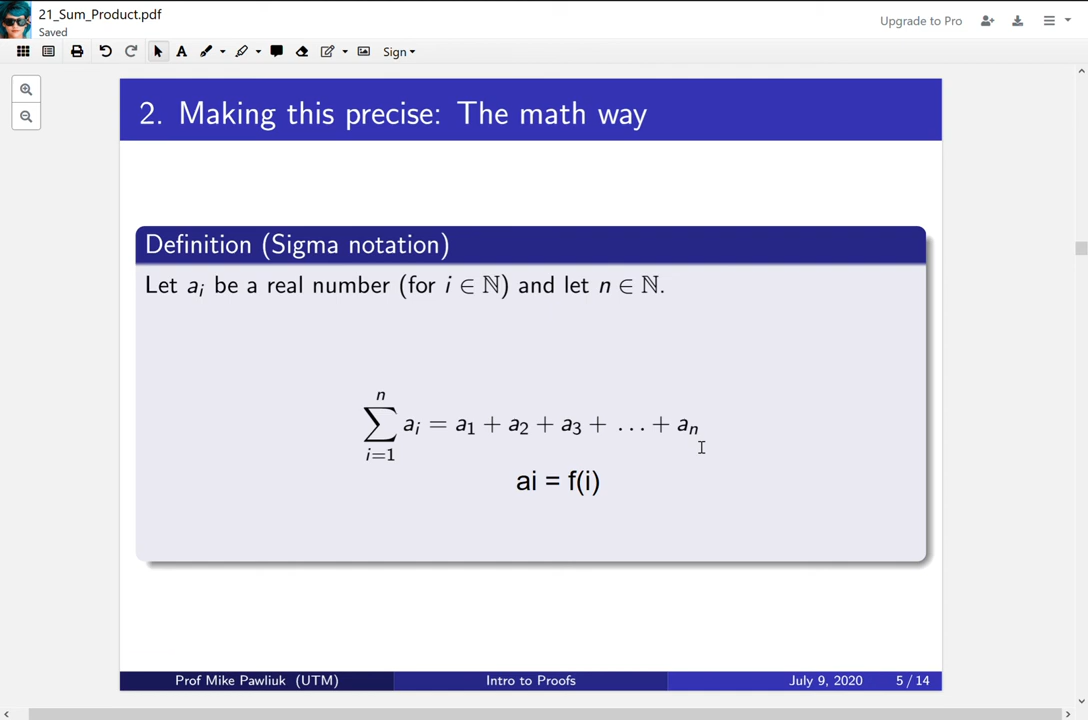 21_Sum_Product.pdf
Saved
Upgrade to Pro
A
Sign
2. Making this precise: The math way
Definition (Sigma notation)
Let aᵢ be a real number (for i ∈ ℕ) and let n ∈ ℕ.
n
∑ aᵢ = a₁ + a₂ + a₃ + ... + aₙ
i=1
ai = f(i)
Prof Mike Pawliuk (UTM) Intro to Proofs July 9, 2020 5 / 14